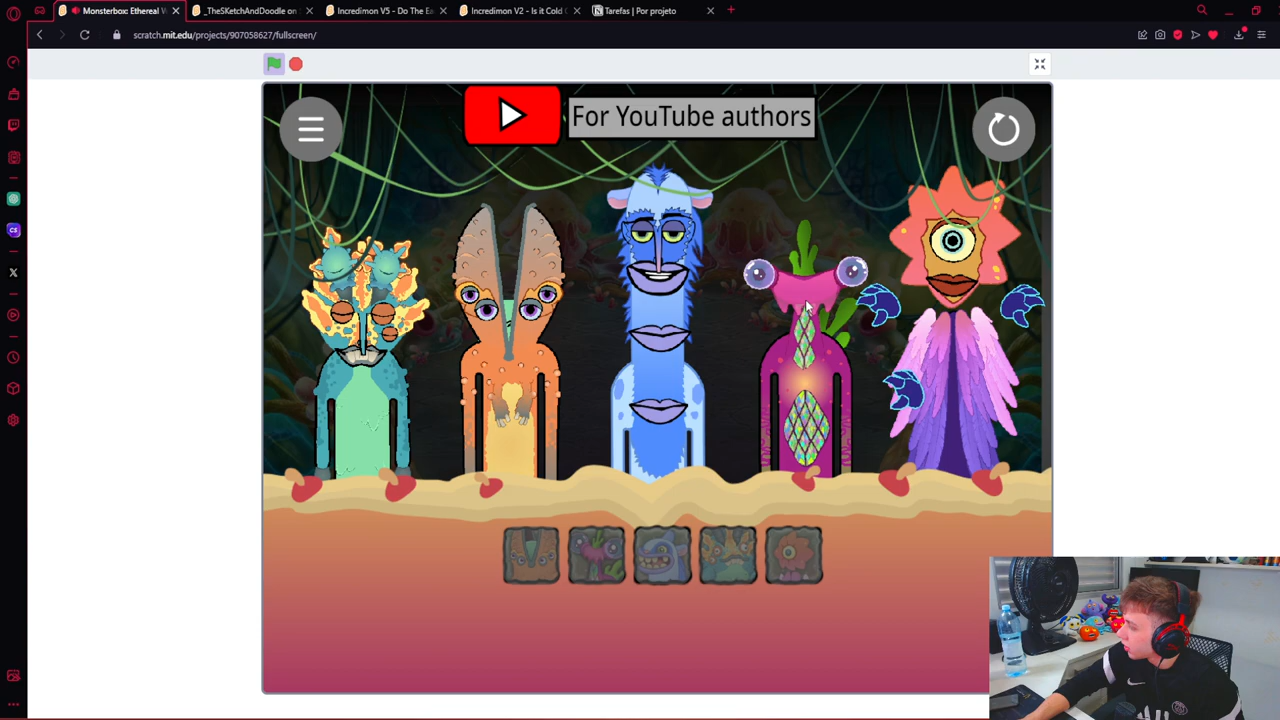 Monsterbox: Ethereal W
_TheSKetchAndDoodle on
Incredimon V5 - Do The Ea
Incredimon V2 - Is it Cold
Tarefas | Por projeto
scratch.mit.edu/projects/907058627/fullscreen/
For YouTube authors